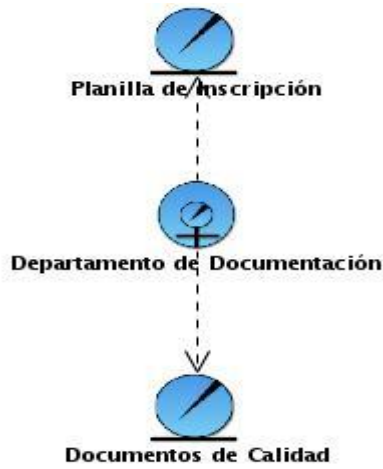 Planilla de Inscripción
Departamento de Documentación
Documentos de Calidad